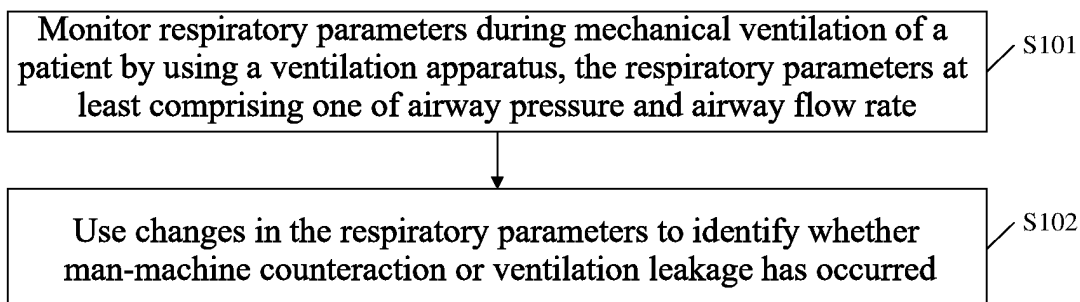 Monitor respiratory parameters during mechanical ventilation of a
patient by using a ventilation apparatus, the respiratory parameters at
least comprising one of airway pressure and airway flow rate
S101
Use changes in the respiratory parameters to identify whether
man-machine counteraction or ventilation leakage has occurred
S102